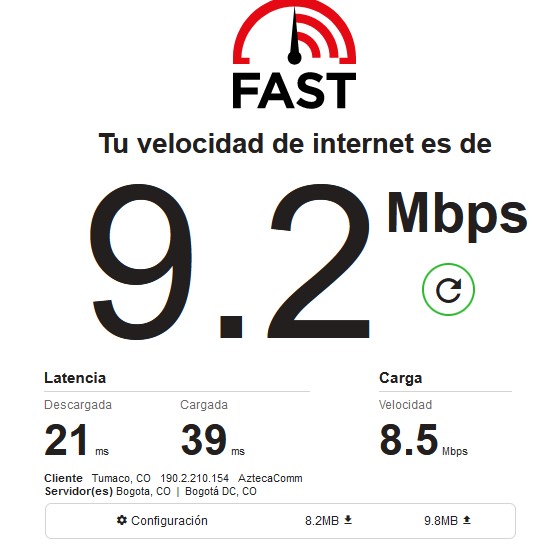 FAST
Tu velocidad de internet es de
9.2 Mbps
Latencia Carga
Descargada Cargada Velocidad
21 ms 39 ms 8.5 Mbps
Cliente Tumaco, CO 190.2.210.154 AztecaComm
Servidor(es) Bogota, CO | Bogotá DC, CO
Configuración 8.2MB 9.8MB